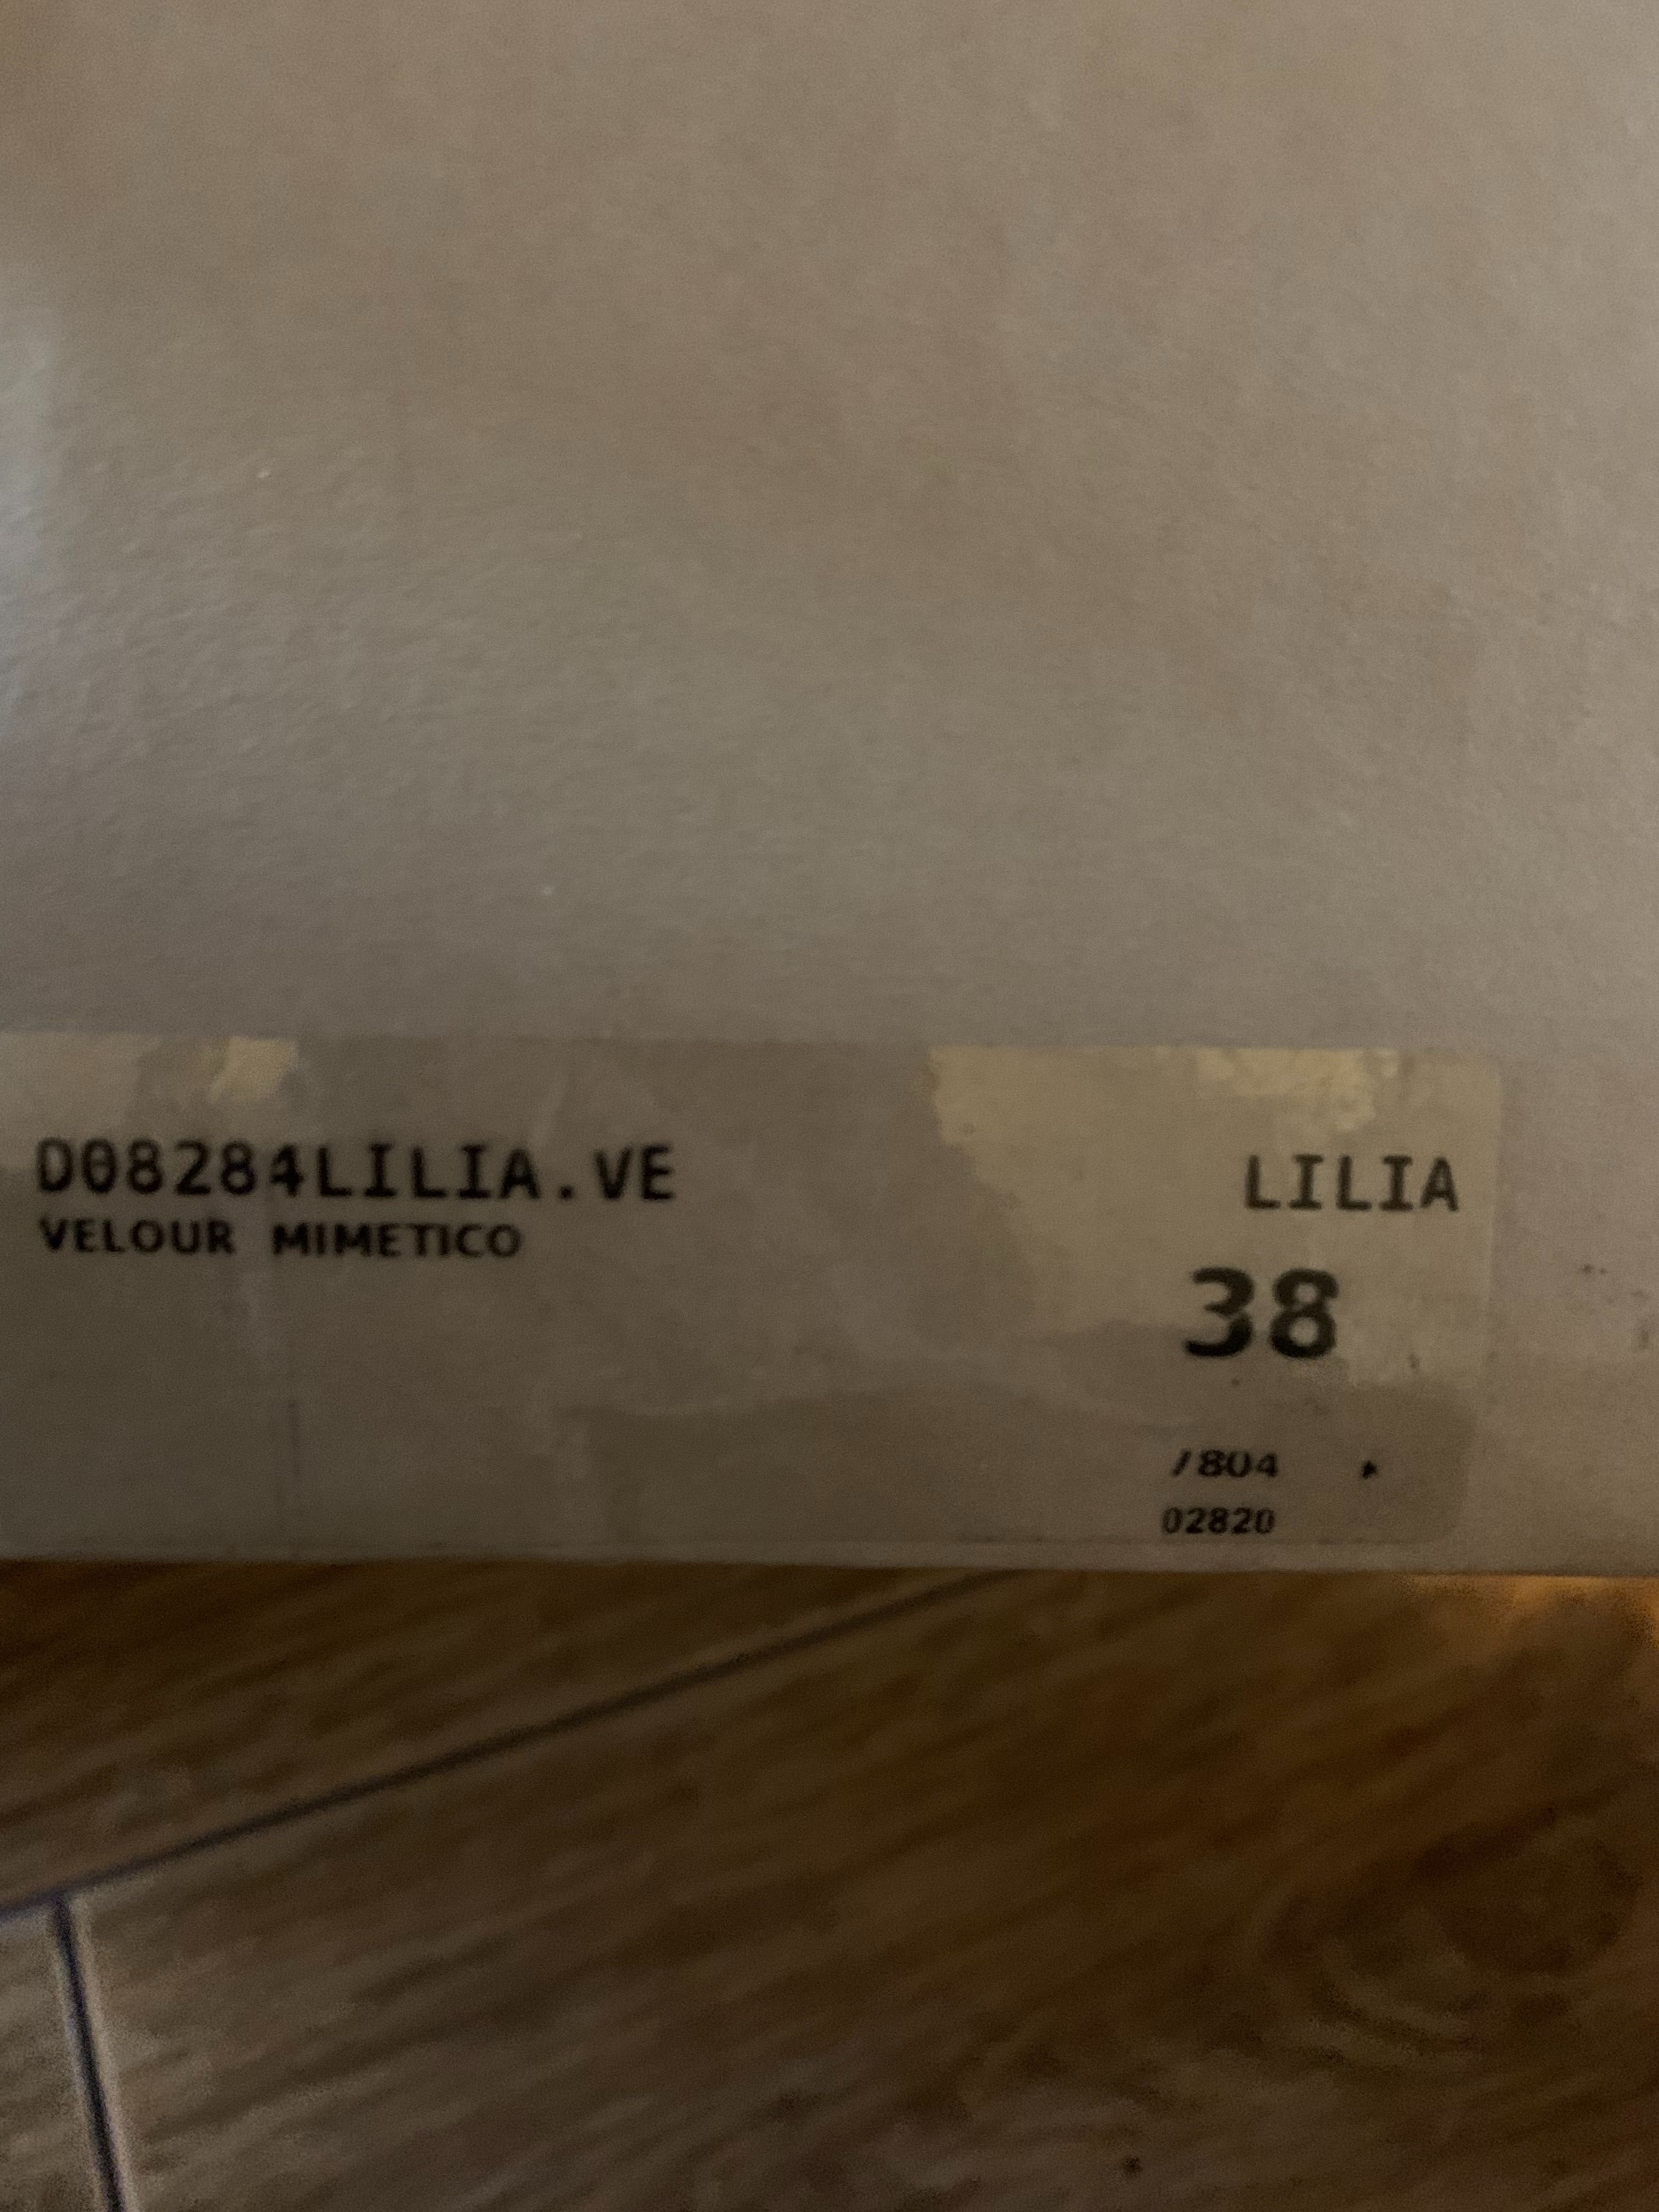 D08284LILIA.VE
VELOUR MIMETICO
LILIA
38
/804
02820